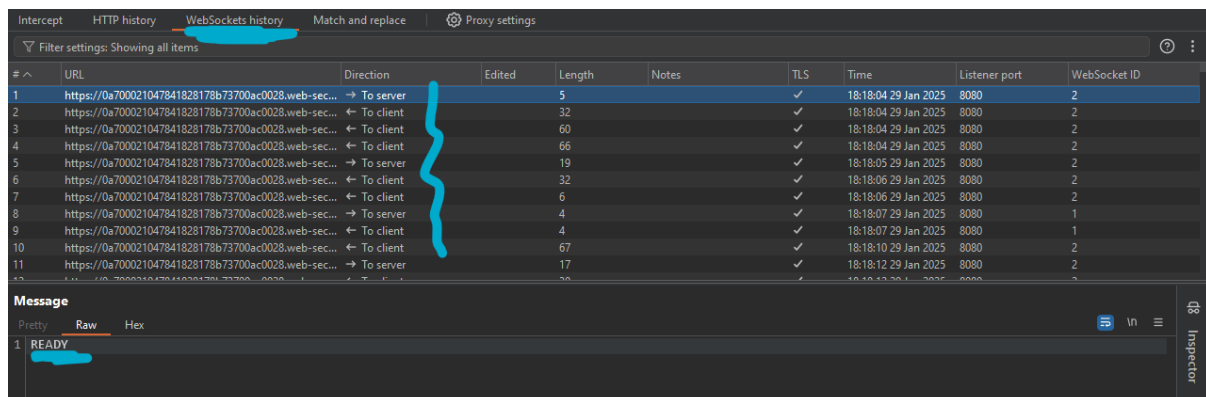 Intercept HTTP history WebSockets history Match and replace Proxy settings
Filter settings: Showing all items
# URL Direction Edited Length Notes TLS Time Listener port WebSocket ID
1 https://0a700021047841828178b73700ac0028.web-sec... → To server 5 ✓ 18:18:04 29 Jan 2025 8080 2
2 https://0a700021047841828178b73700ac0028.web-sec... ← To client 32 ✓ 18:18:04 29 Jan 2025 8080 2
3 https://0a700021047841828178b73700ac0028.web-sec... ← To client 60 ✓ 18:18:04 29 Jan 2025 8080 2
4 https://0a700021047841828178b73700ac0028.web-sec... ← To client 66 ✓ 18:18:04 29 Jan 2025 8080 2
5 https://0a700021047841828178b73700ac0028.web-sec... → To server 19 ✓ 18:18:05 29 Jan 2025 8080 2
6 https://0a700021047841828178b73700ac0028.web-sec... ← To client 32 ✓ 18:18:06 29 Jan 2025 8080 2
7 https://0a700021047841828178b73700ac0028.web-sec... ← To client 6 ✓ 18:18:06 29 Jan 2025 8080 2
8 https://0a700021047841828178b73700ac0028.web-sec... → To server 4 ✓ 18:18:07 29 Jan 2025 8080 1
9 https://0a700021047841828178b73700ac0028.web-sec... ← To client 4 ✓ 18:18:07 29 Jan 2025 8080 1
10 https://0a700021047841828178b73700ac0028.web-sec... ← To client 67 ✓ 18:18:10 29 Jan 2025 8080 2
11 https://0a700021047841828178b73700ac0028.web-sec... → To server 17 ✓ 18:18:12 29 Jan 2025 8080 2
Message
Pretty Raw Hex \n
1 READY
Inspector